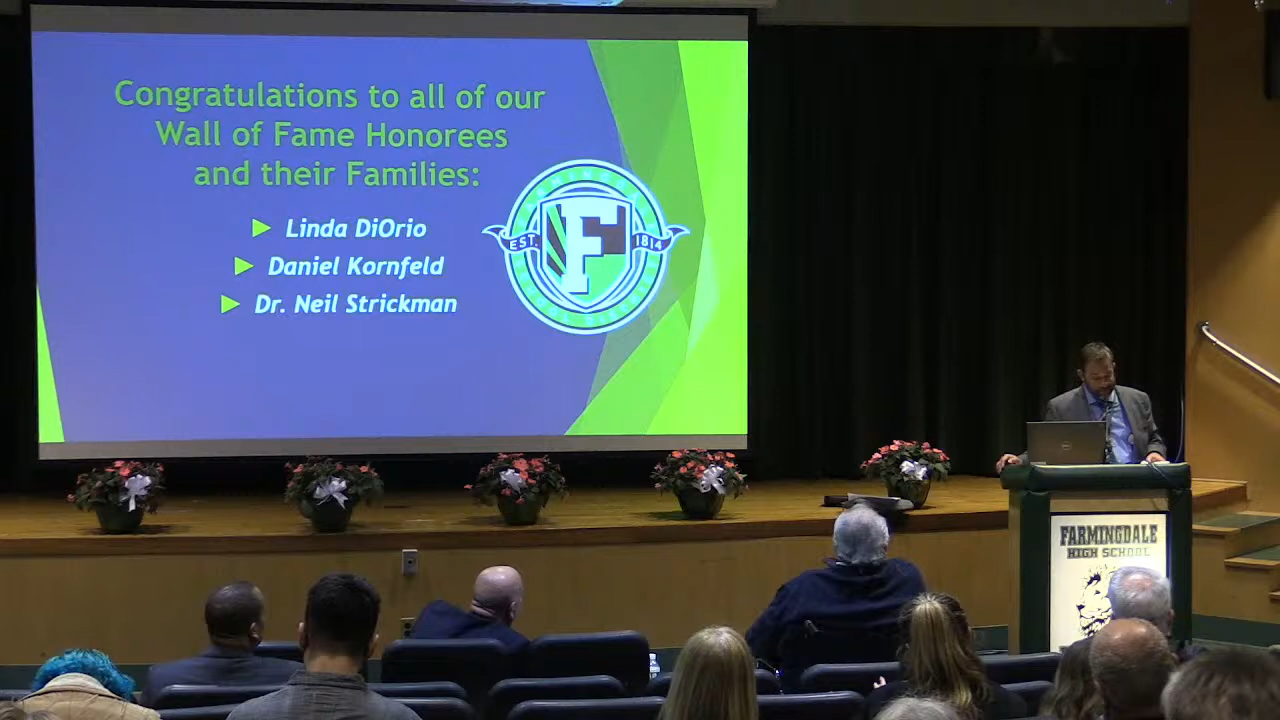 Congratulations to all of our
Wall of Fame Honorees
and their Families:
Linda DiOrio
Daniel Kornfeld
Dr. Neil Strickman
EST. 1814
F
FARMINGDALE
HIGH SCHOOL